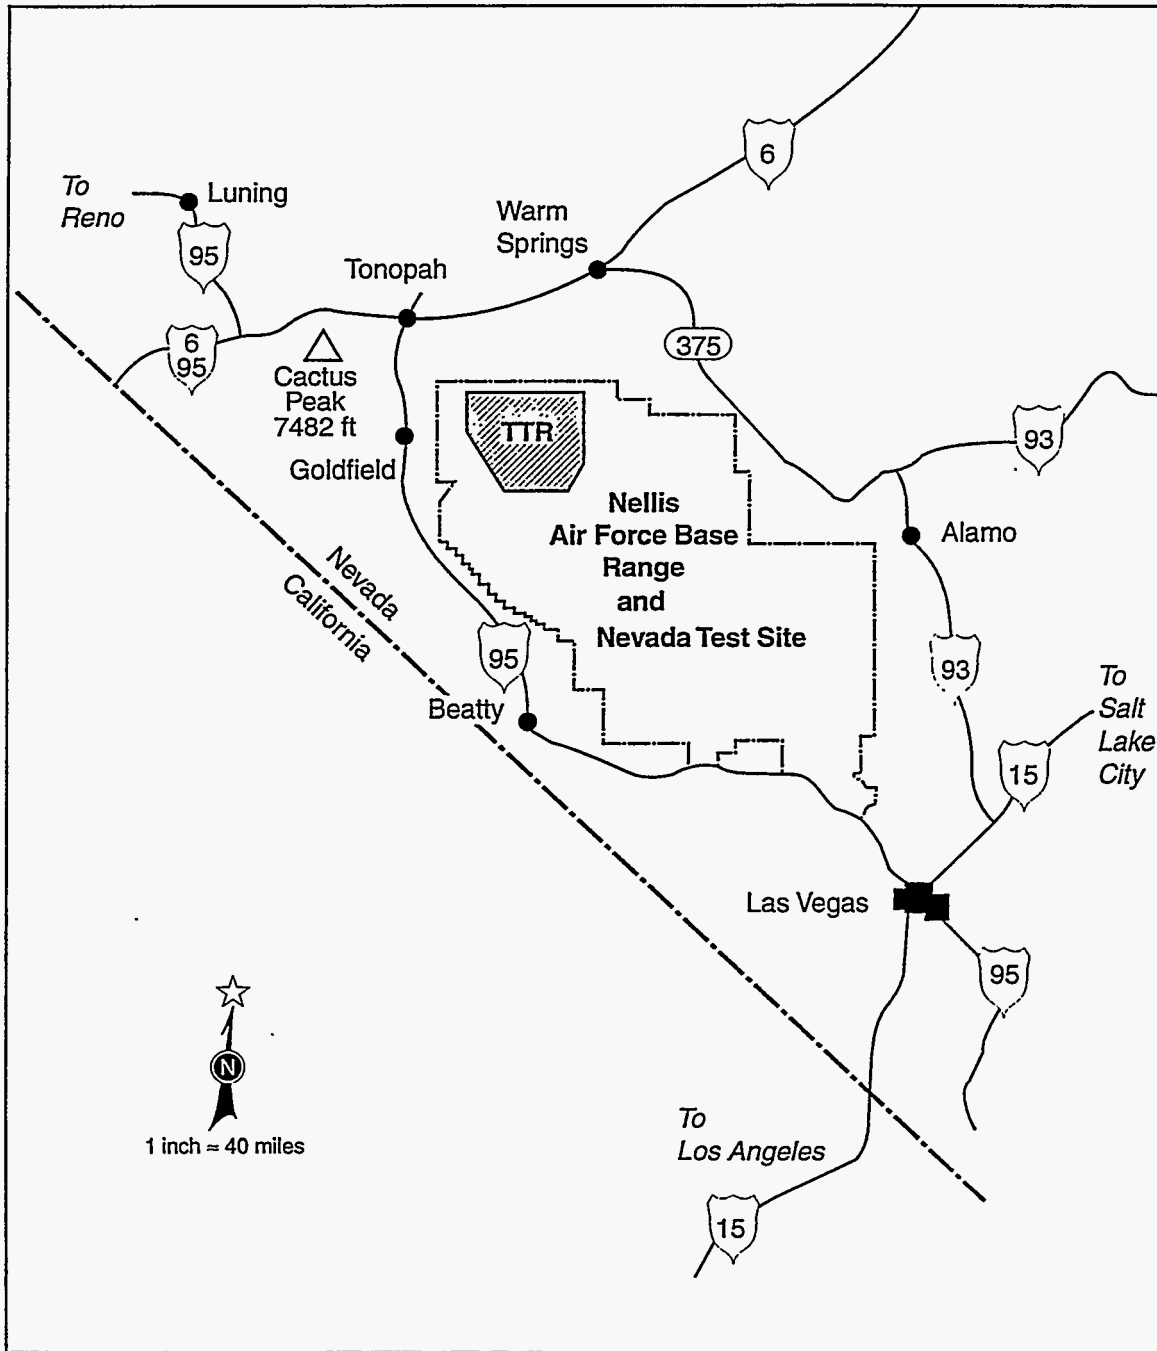 6
To
Reno
Luning
95
Warm
Springs
Tonopah
6
95
375
Cactus
Peak
7482 ft
TTR
93
Goldfield
Nellis
Air Force Base
Range
and
Nevada Test Site
Alamo
Nevada
California
95
93
Beatty
To
Salt
Lake
City
15
Las Vegas
95
N
1 inch = 40 miles
To
Los Angeles
15